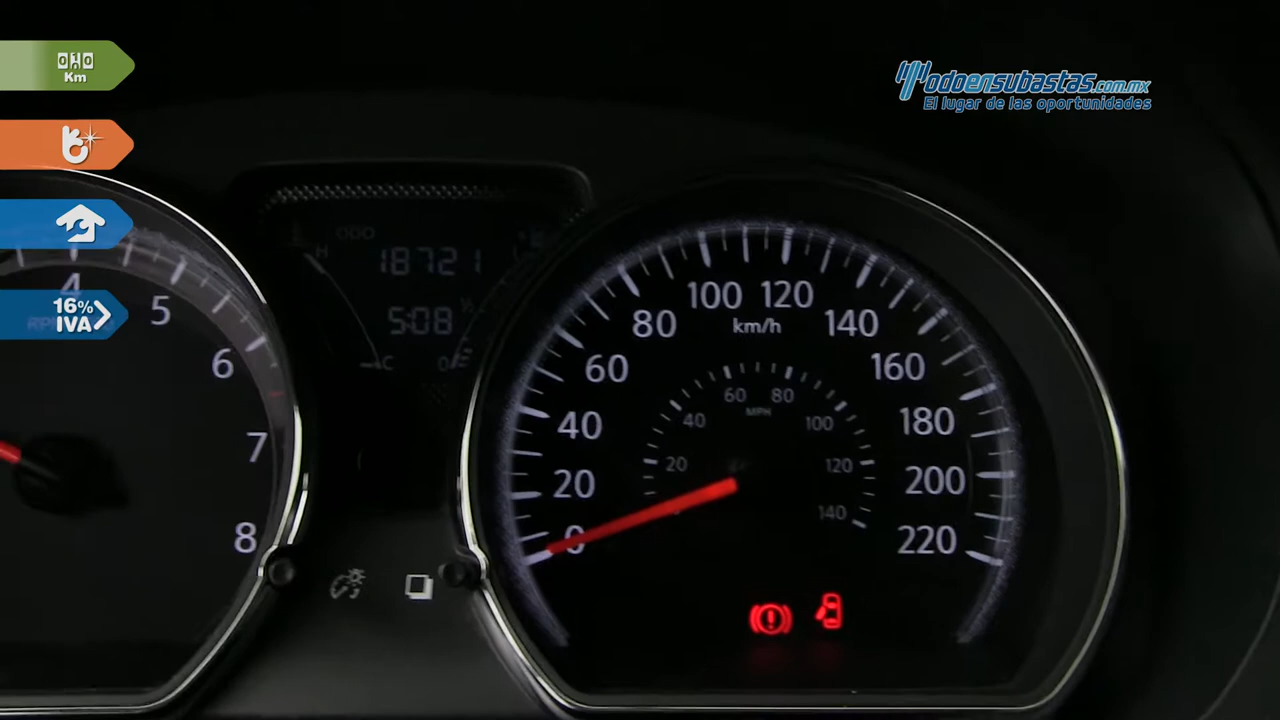 Km
16%
IVA
Todoensubastas.com.mx
El lugar de las oportunidades
4
5
6
7
8
ODO
H
18721
5:08
C
0
E
0
20
40
60
80
100
120
140
160
180
200
220
km/h
20
40
60
80
100
120
140
MPH